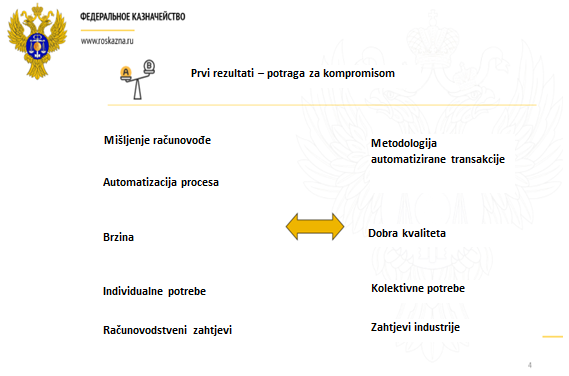 ФЕДЕРАЛЬНОЕ КАЗНАЧЕЙСТВО
www.roskazna.ru
A
B
Prvi rezultati – potraga za kompromisom
Mišljenje računovođe
Metodologija
automatizirane transakcije
Automatizacija procesa
Brzina
Dobra kvaliteta
Individualne potrebe
Kolektivne potrebe
Računovodstveni zahtjevi
Zahtjevi industrije
4